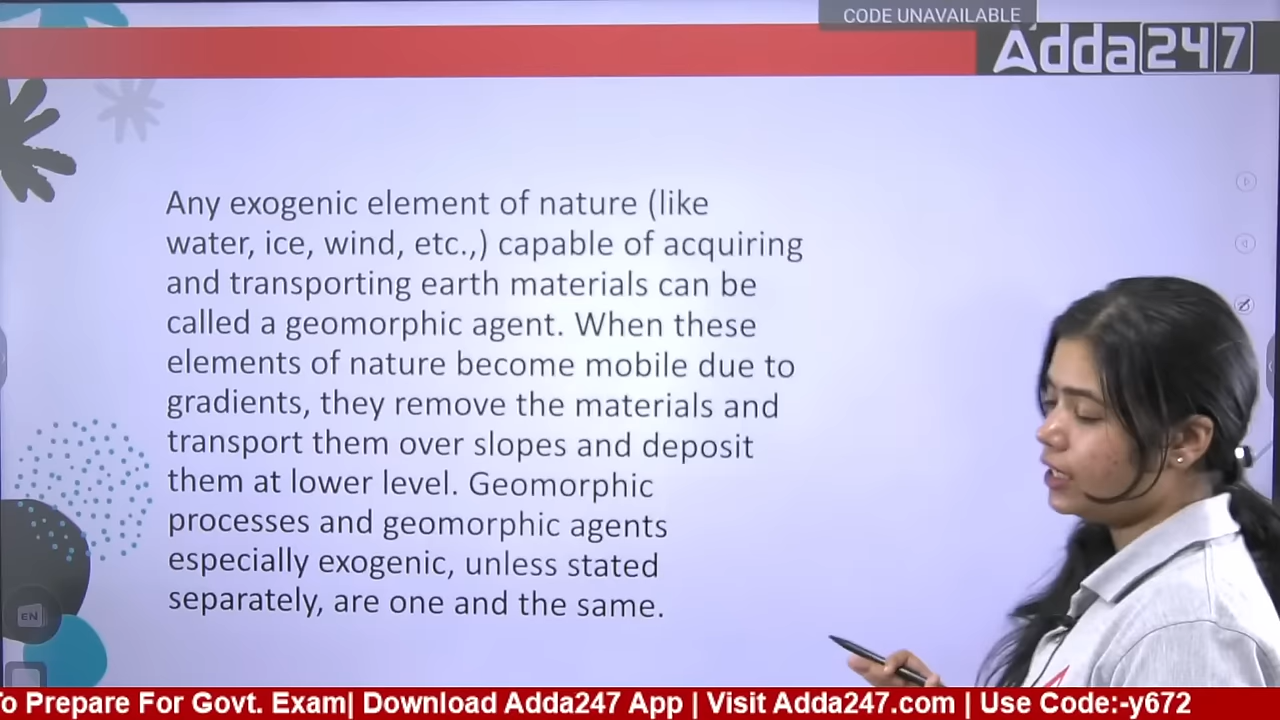 CODE UNAVAILABLE
Adda247
Any exogenic element of nature (like
water, ice, wind, etc.,) capable of acquiring
and transporting earth materials can be
called a geomorphic agent. When these
elements of nature become mobile due to
gradients, they remove the materials and
transport them over slopes and deposit
them at lower level. Geomorphic
processes and geomorphic agents
especially exogenic, unless stated
separately, are one and the same.
EN
To Prepare For Govt. Exam| Download Adda247 App | Visit Adda247.com | Use Code:-y672